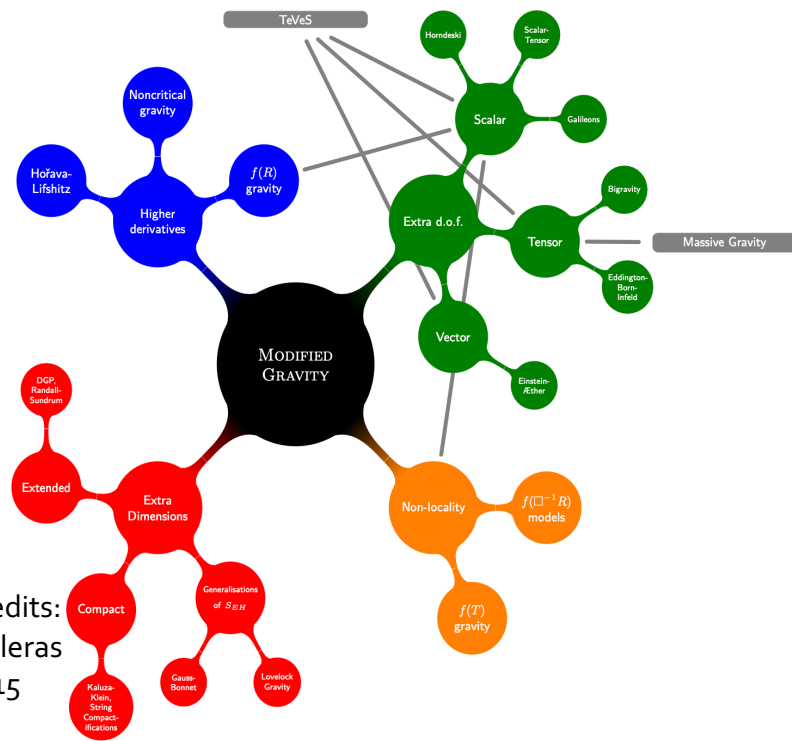 TeVeS
Horndeski
Scalar-
Tensor
Scalar
Galileons
Noncritical
gravity
Hořava-
Lifshitz
f(R)
gravity
Higher
derivatives
Extra d.o.f.
Bigravity
Tensor
Massive Gravity
Eddington-
Born-
Infeld
Vector
Einstein-
Æther
MODIFIED
GRAVITY
DGP,
Randall-
Sundrum
Extended
Extra
Dimensions
Non-locality
f(□⁻¹R)
models
f(T)
gravity
Generalisations
of S_EH
Compact
Gauss-
Bonnet
Lovelock
Gravity
Kaluza-
Klein,
String
Compact-
ifications
edits:
leras
15